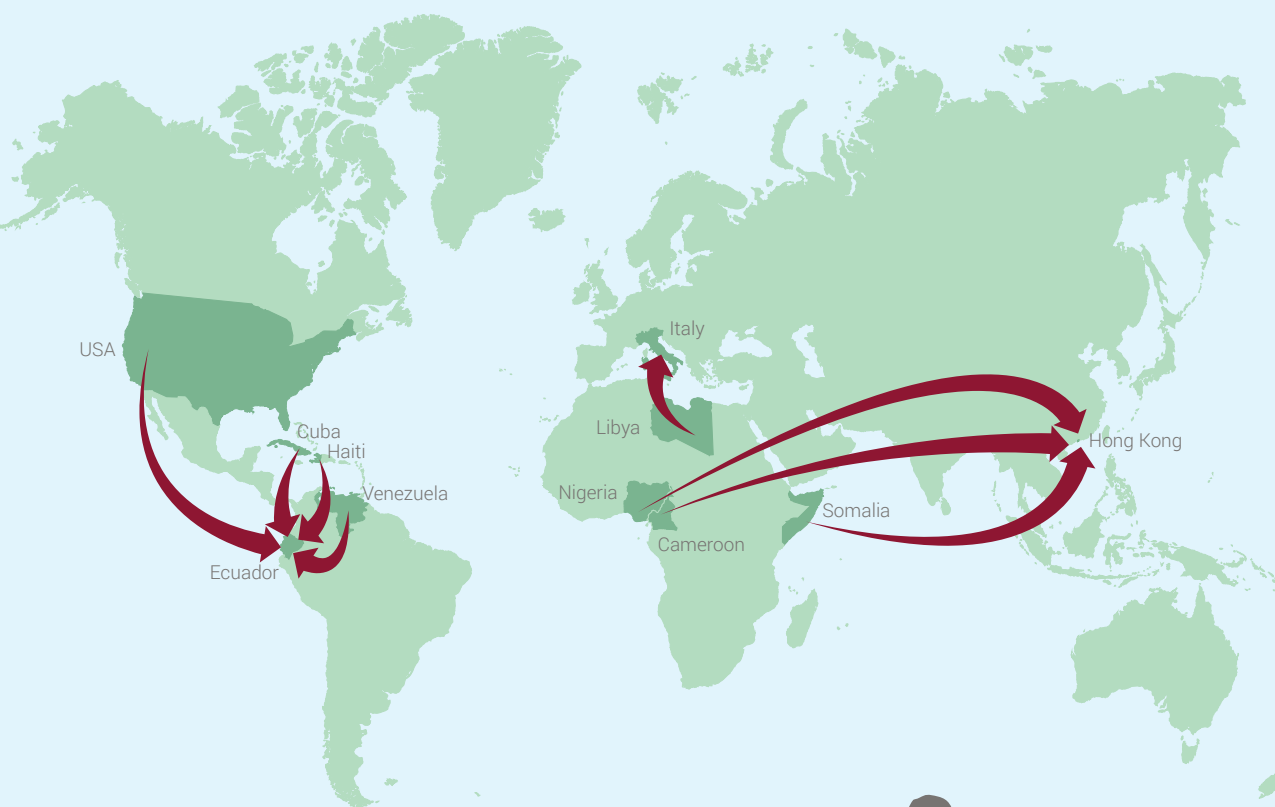 Italy
USA
Libya
Cuba
Hong Kong
Haiti
Nigeria
Venezuela
Somalia
Cameroon
Ecuador